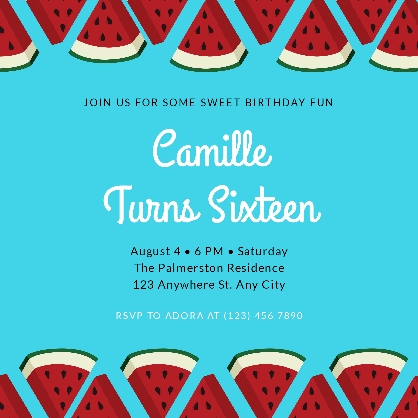 JOIN US FOR SOME SWEET BIRTHDAY FUN
Camille
Turns Sixteen
August 4 • 6 PM • Saturday
The Palmerston Residence
123 Anywhere St. Any City
RSVP TO ADORA AT (123) 456 7890